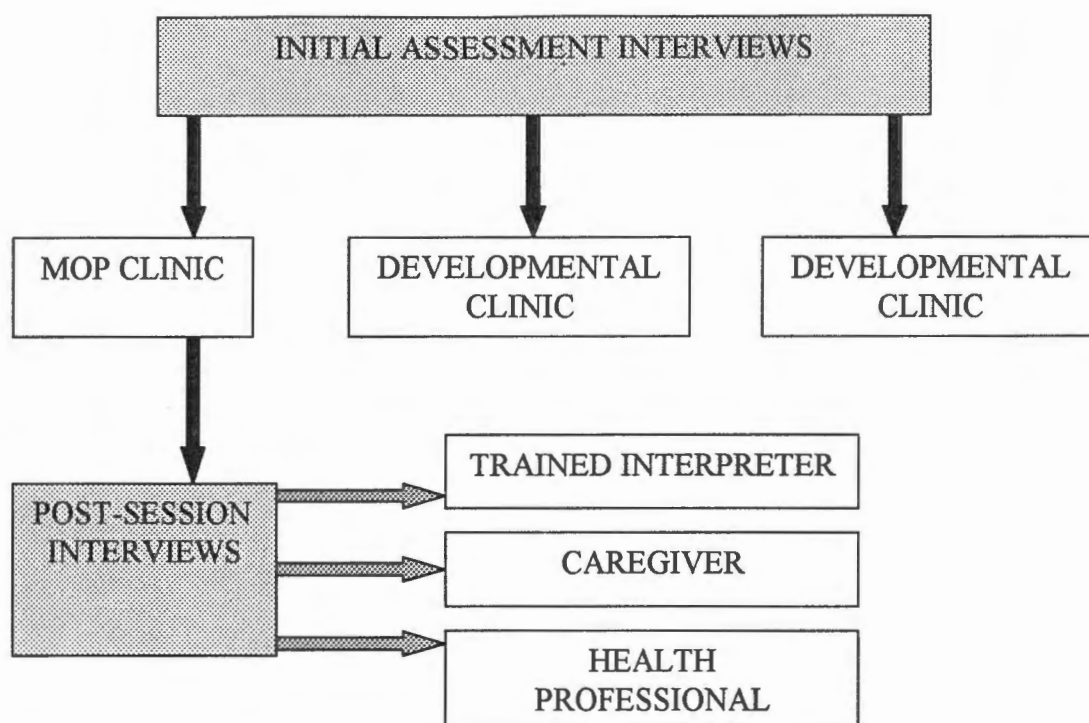 INITIAL ASSESSMENT INTERVIEWS
MOP CLINIC
DEVELOPMENTAL
CLINIC
DEVELOPMENTAL
CLINIC
POST-SESSION
INTERVIEWS
TRAINED INTERPRETER
CAREGIVER
HEALTH
PROFESSIONAL